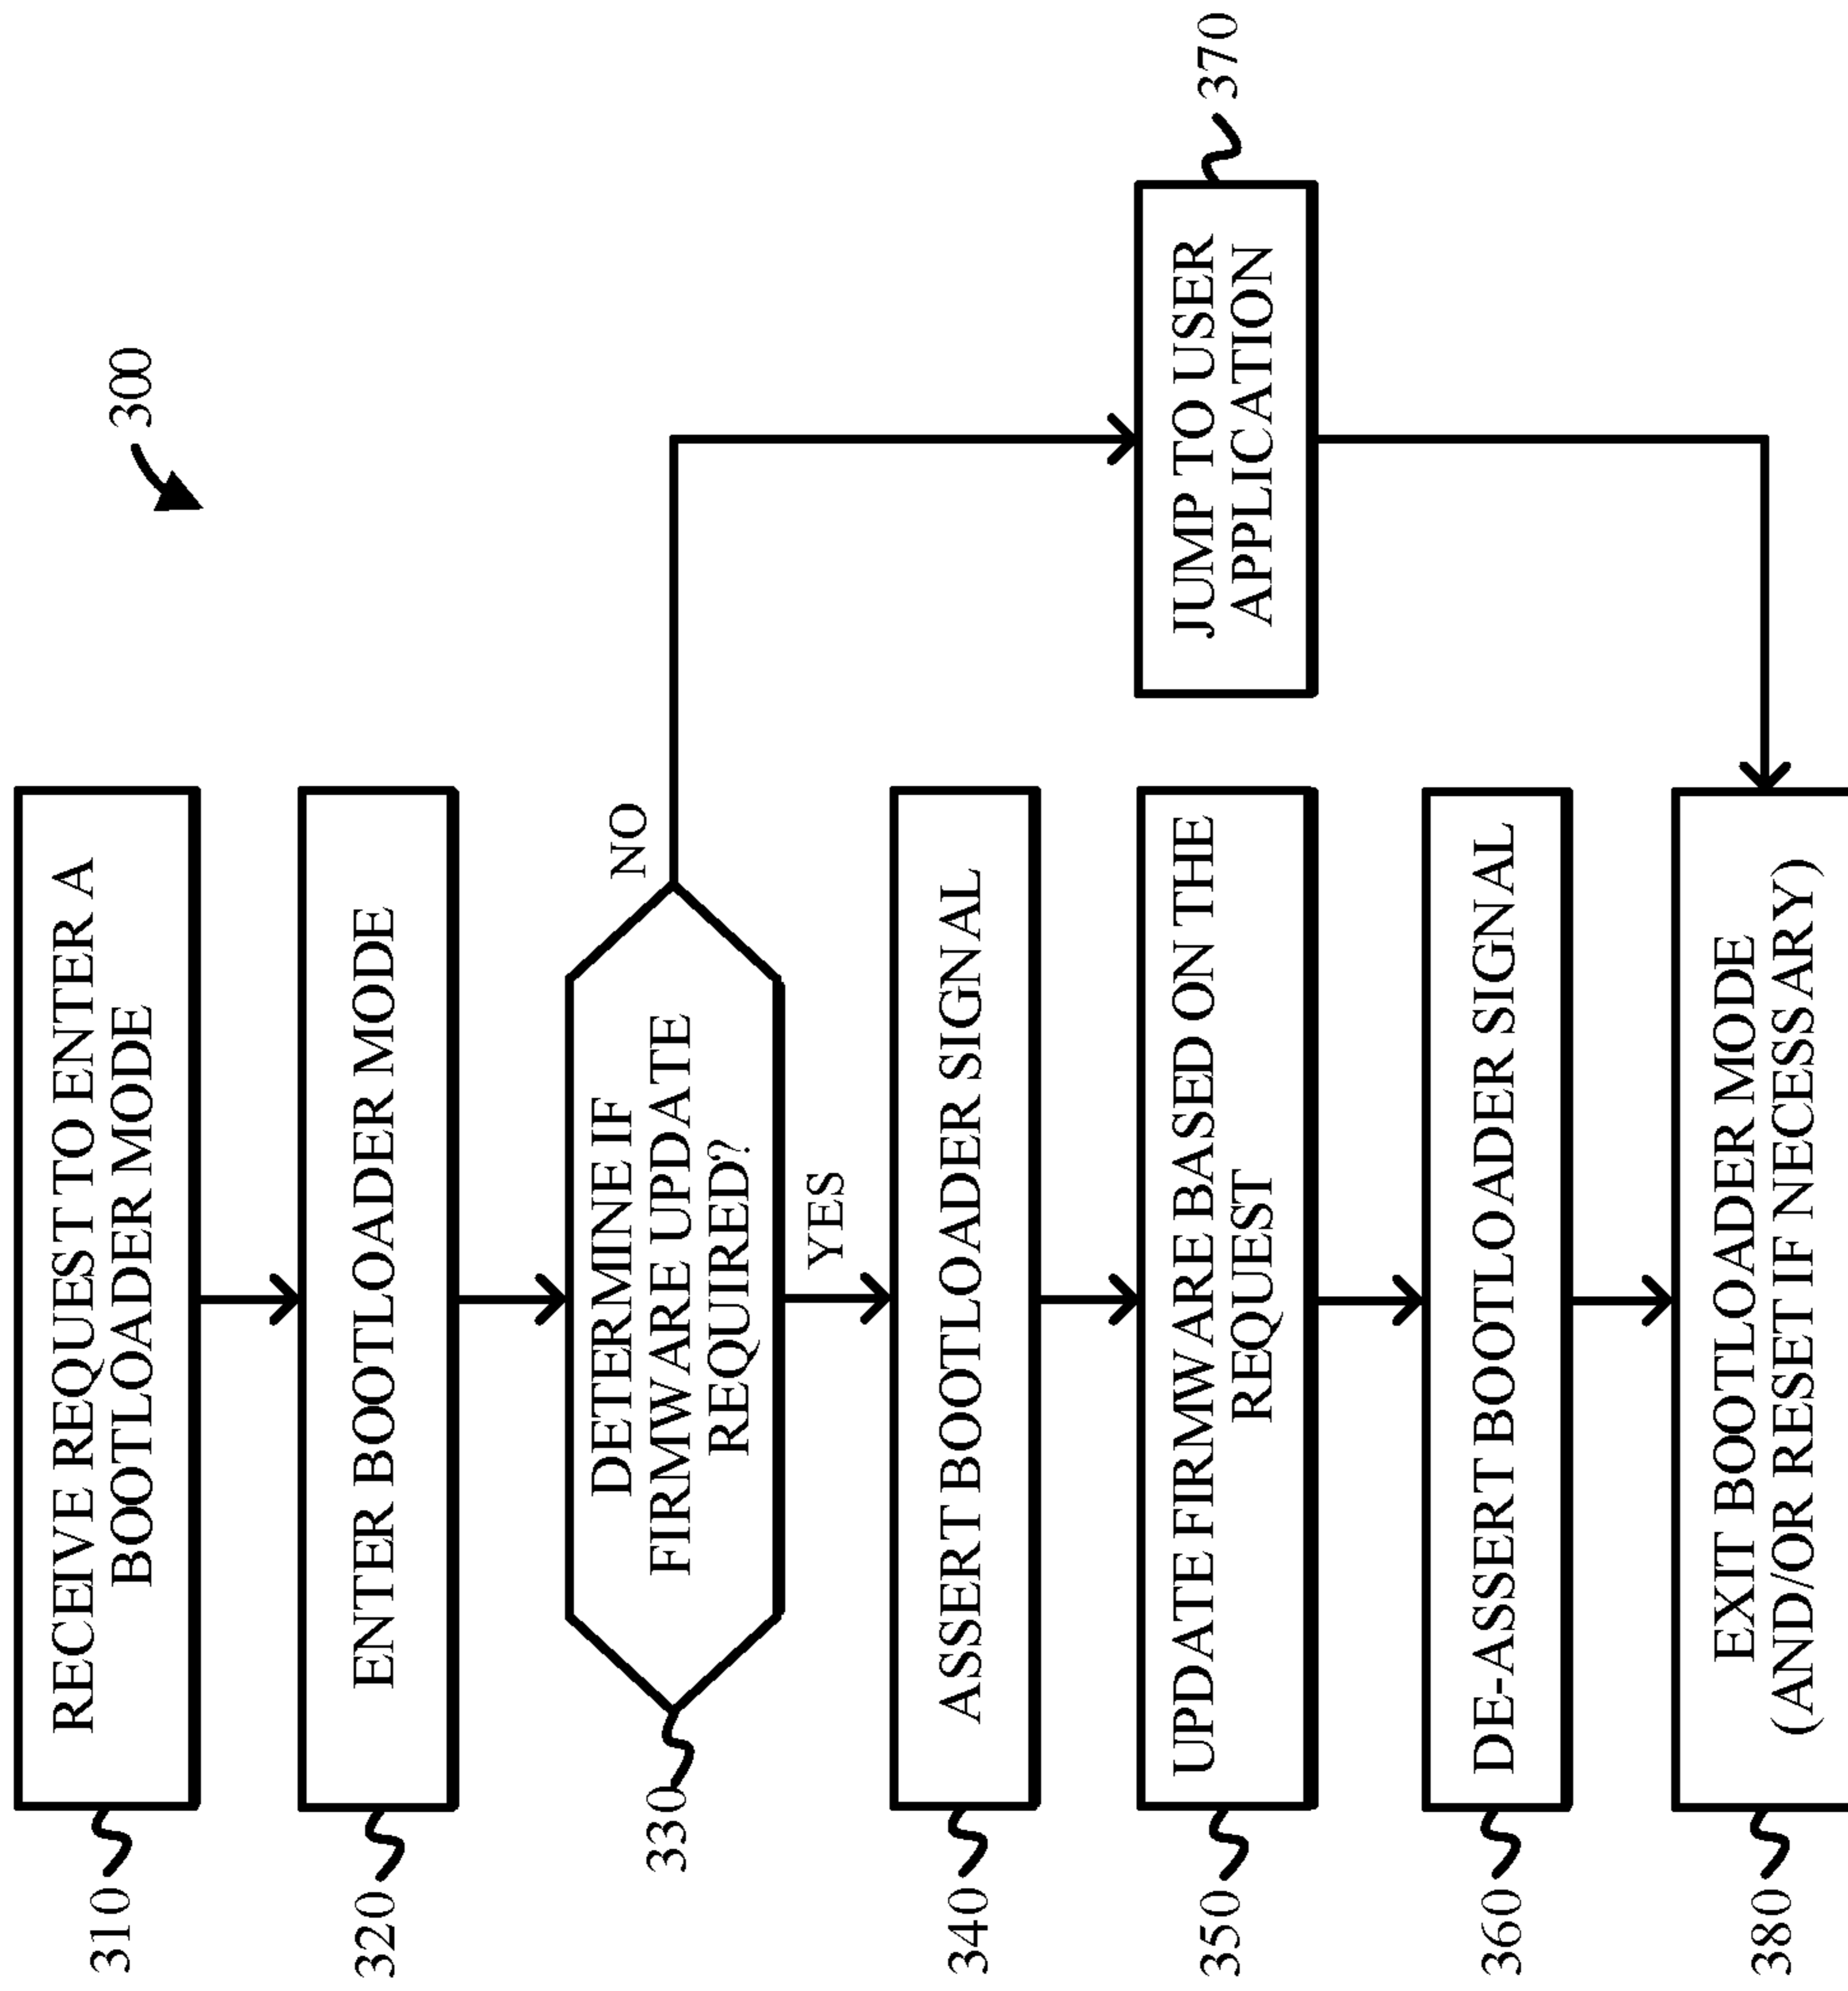 300
310
RECEIVE REQUEST TO ENTER A
BOOTLOADER MODE
320
ENTER BOOTLOADER MODE
330
DETERMINE IF
FIRMWARE UPDATE
REQUIRED?
NO
YES
340
ASSERT BOOTLOADER SIGNAL
350
UPDATE FIRMWARE BASED ON THE
REQUEST
JUMP TO USER
APPLICATION
370
360
DE-ASSERT BOOTLOADER SIGNAL
380
EXIT BOOTLOADER MODE
(AND/OR RESET IF NECESSARY)